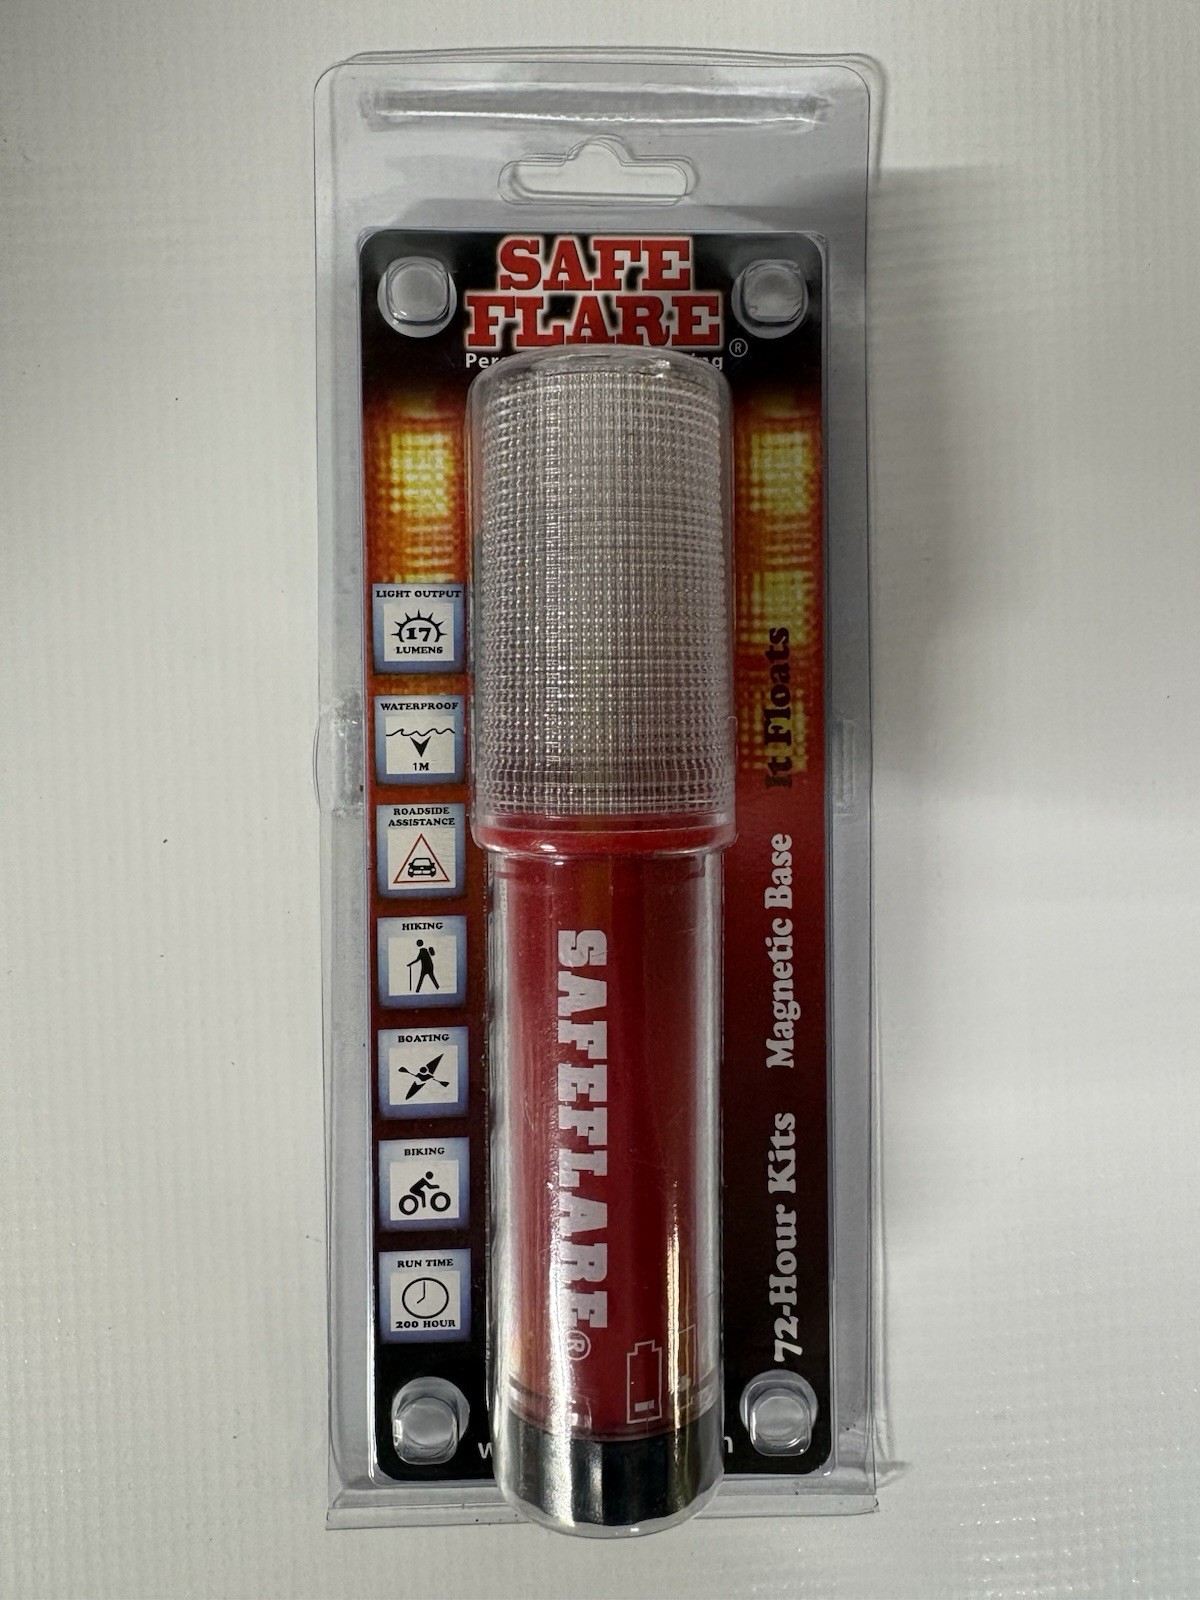 SAFE
FLARE®
LIGHT OUTPUT
17
LUMENS
WATERPROOF
1M
ROADSIDE
ASSISTANCE
HIKING
BOATING
BIKING
RUN TIME
200 HOUR
SAFEFLARE®
72-Hour Kits Magnetic Base It Floats